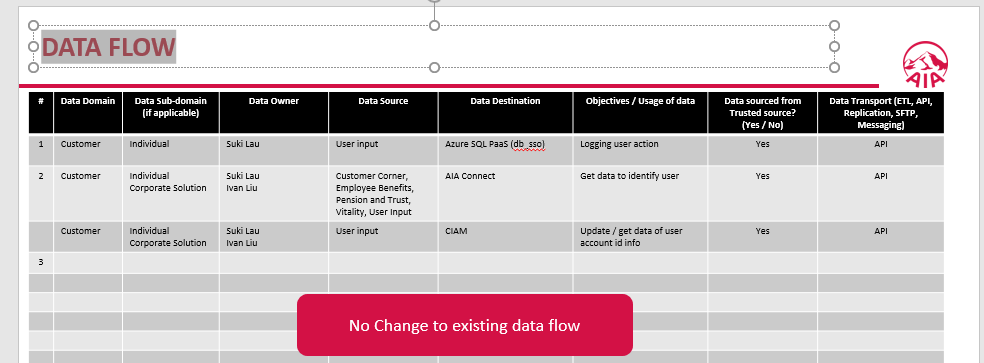 DATA FLOW
AIA
# Data Domain Data Sub-domain (if applicable) Data Owner Data Source Data Destination Objectives / Usage of data Data sourced from Trusted source? (Yes / No) Data Transport (ETL, API, Replication, SFTP, Messaging)
1 Customer Individual Suki Lau User input Azure SQL PaaS (db_sso) Logging user action Yes API
2 Customer Individual Suki Lau Customer Corner, AIA Connect Get data to identify user Yes API
Corporate Solution Ivan Liu Employee Benefits,
Pension and Trust,
Vitality, User Input
Customer Individual Suki Lau User input CIAM Update / get data of user Yes API
Corporate Solution Ivan Liu account id info
3
No Change to existing data flow